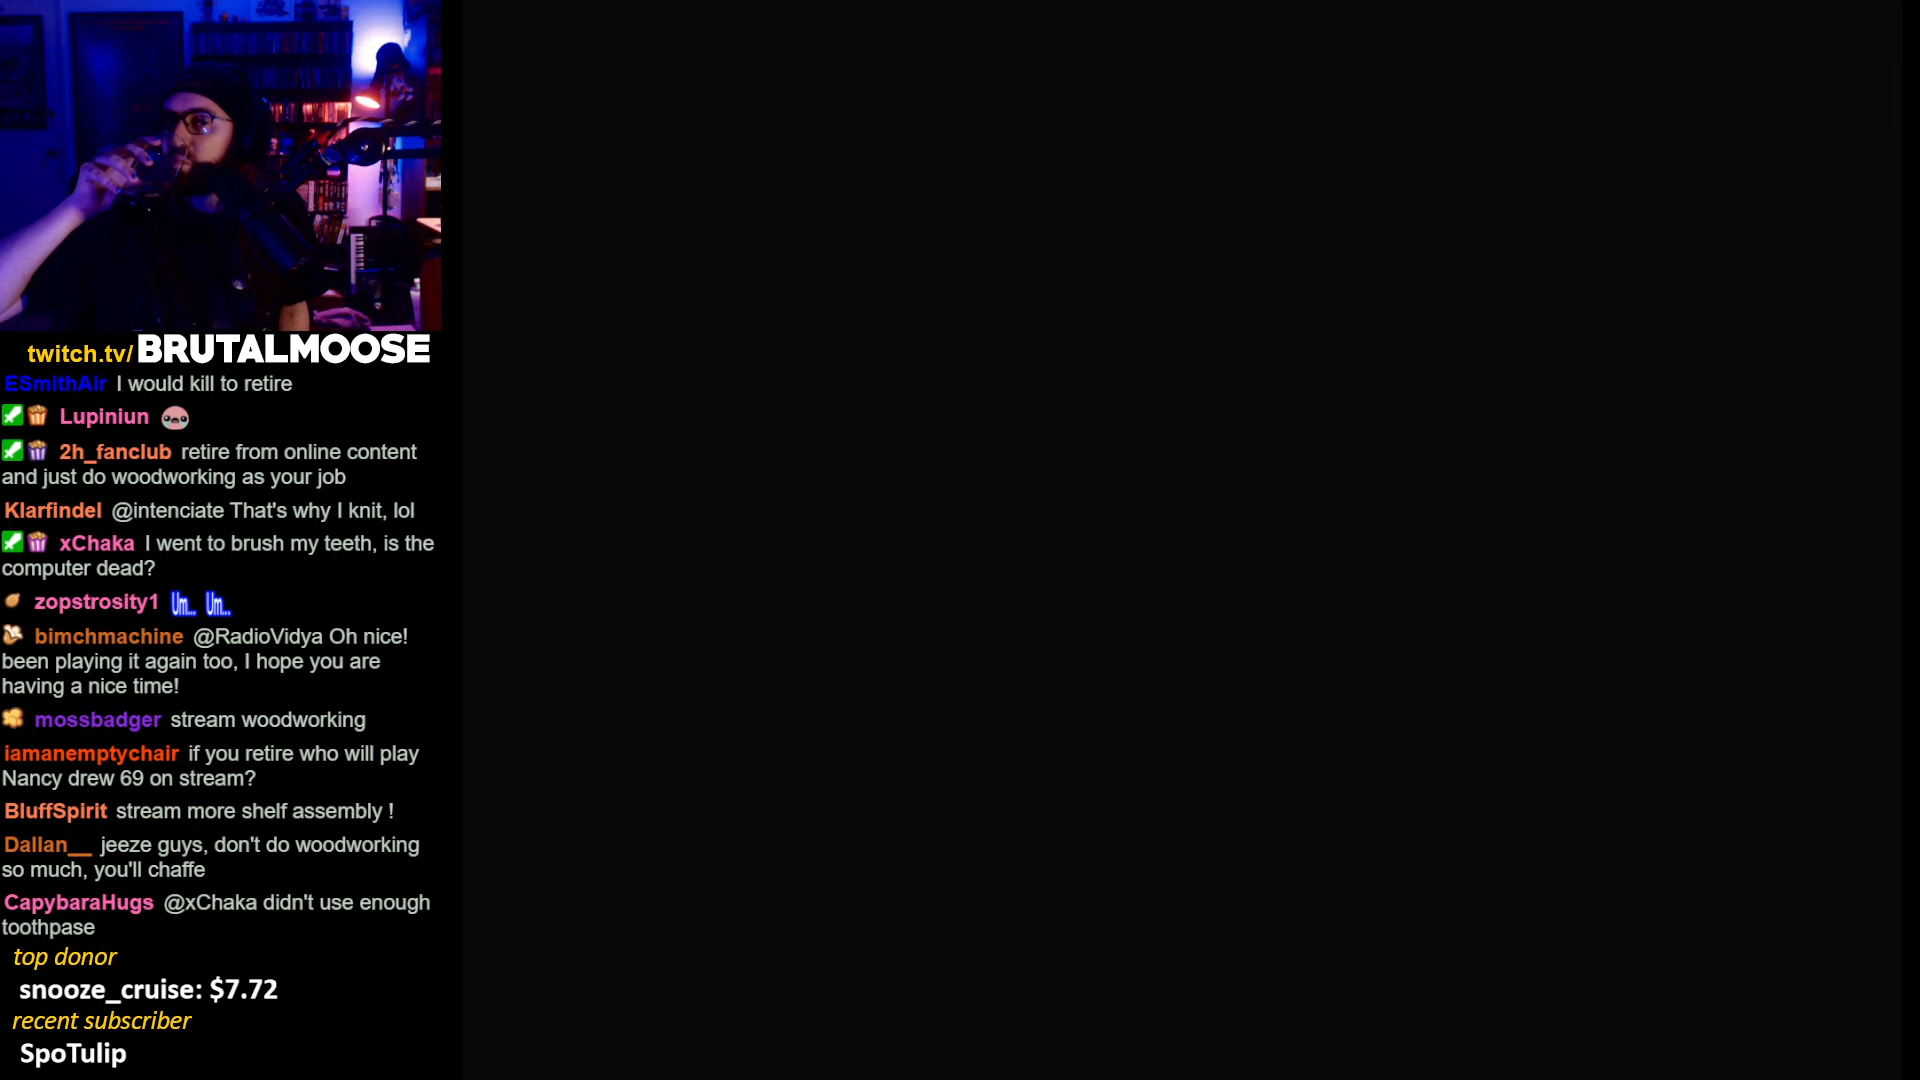 twitch.tv/BRUTALMOOSE
ESmithAlr I would kill to retire
Lupiniun
2h_fanclub retire from online content
and just do woodworking as your job
Klarfindel @intenciate That's why I knit, lol
xChaka I went to brush my teeth, is the
computer dead?
zopstrosity1 Um... Um...
bimchmachine @RadioVidya Oh nice!
been playing it again too, I hope you are
having a nice time!
mossbadger stream woodworking
iamanemptychair if you retire who will play
Nancy drew 69 on stream?
BluffSpirit stream more shelf assembly !
Dallan__ jeeze guys, don't do woodworking
so much, you'll chaffe
CapybaraHugs @xChaka didn't use enough
toothpase
top donor
snooze_cruise: $7.72
recent subscriber
SpoTulip